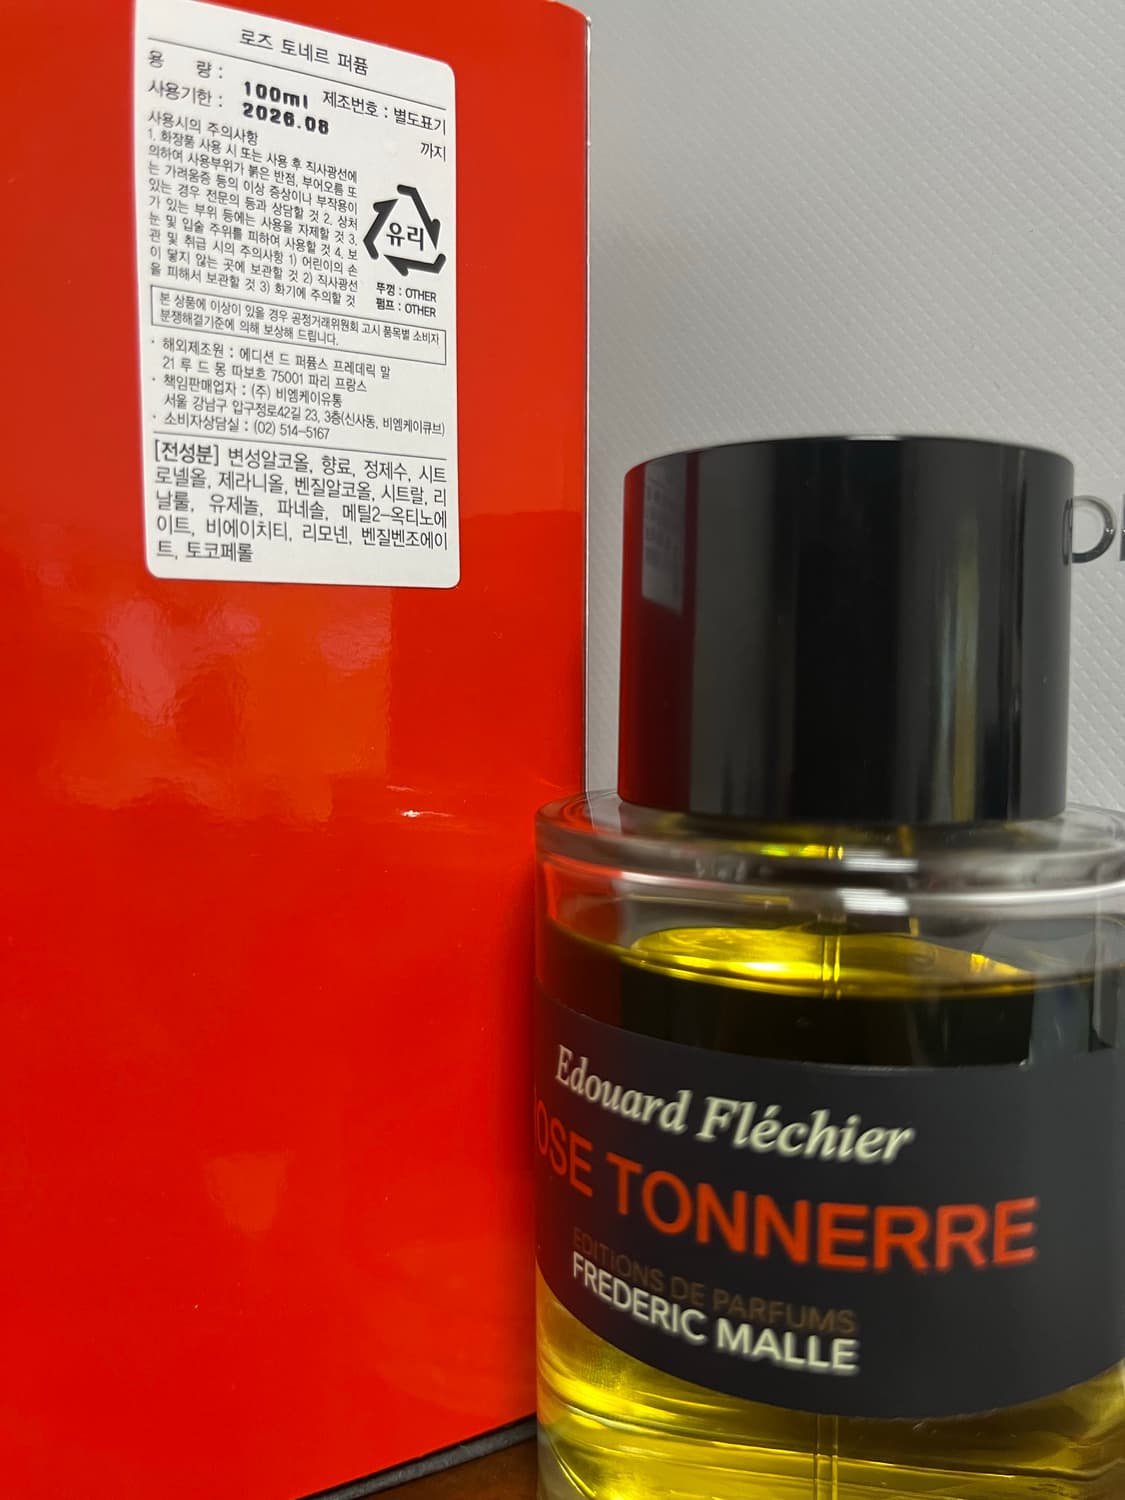 로즈 토네르 퍼퓸
용 량 : 100ml 제조번호 : 별도표기
사용기한 : 2026.08 까지
사용시의 주의사항
1. 화장품 사용 시 또는 사용 후 직사광선에
의하여 사용부위가 붉은 반점, 부어오름 또
는 가려움증 등의 이상 증상이나 부작용이
있는 경우 전문의 등과 상담할 것 2. 상처
가 있는 부위 등에는 사용을 자제할 것 3.
눈 및 입술 주위를 피하여 사용할 것 4. 보
관 및 취급 시의 주의사항 1) 어린이의 손
이 닿지 않는 곳에 보관할 것 2) 직사광선
을 피해서 보관할 것 3) 화기에 주의할 것
유리
뚜껑 : OTHER
펌프 : OTHER
본 상품에 이상이 있을 경우 공정거래위원회 고시 품목별 소비자
분쟁해결기준에 의해 보상해 드립니다.
· 해외제조원 : 에디션 드 퍼퓸스 프레데릭 말
21 루 드 몽 따보흐 75001 파리 프랑스
· 책임판매업자 : (주) 비엠케이유통
서울 강남구 압구정로42길 23, 3층(신사동, 비엠케이큐브)
· 소비자상담실 : (02) 514-5167
[전성분] 변성알코올, 향료, 정제수, 시트
로넬올, 제라니올, 벤질알코올, 시트랄, 리
날룰, 유제놀, 파네솔, 메틸2-옥티노에
이트, 비에이치티, 리모넨, 벤질벤조에이
트, 토코페롤
Edouard Fléchier
OSE TONNERRE
EDITIONS DE PARFUMS
FREDERIC MALLE